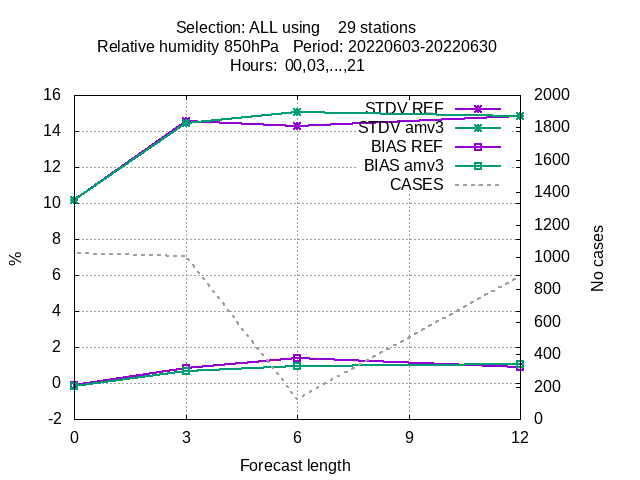 Selection: ALL using    29 stations
Relative humidity 850hPa   Period: 20220603-20220630
Hours:  00,03,...,21
16 2000
14 1800
12 1600
10 1400
8 1200
6 1000
4 800
2 600
0 400
-2 200
0
STDV REF
STDV amv3
BIAS REF
BIAS amv3
CASES
%
No cases
0 3 6 9 12
Forecast length